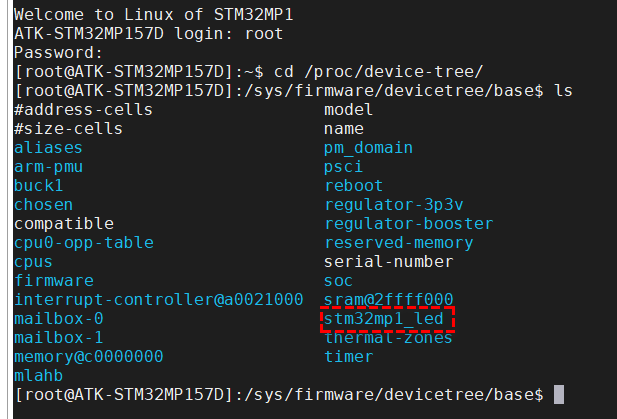 Welcome to Linux of STM32MP1
ATK-STM32MP157D login: root
Password:
[root@ATK-STM32MP157D]:~$ cd /proc/device-tree/
[root@ATK-STM32MP157D]:/sys/firmware/devicetree/base$ ls
#address-cells model
#size-cells name
aliases pm_domain
arm-pmu psci
buck1 reboot
chosen regulator-3p3v
compatible regulator-booster
cpu0-opp-table reserved-memory
cpus serial-number
firmware soc
interrupt-controller@a0021000 sram@2ffff000
mailbox-0 stm32mp1_led
mailbox-1 thermal-zones
memory@c0000000 timer
mlahb
[root@ATK-STM32MP157D]:/sys/firmware/devicetree/base$